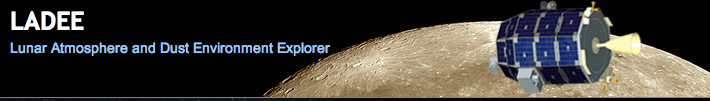 LADEE
Lunar Atmosphere and Dust Environment Explorer